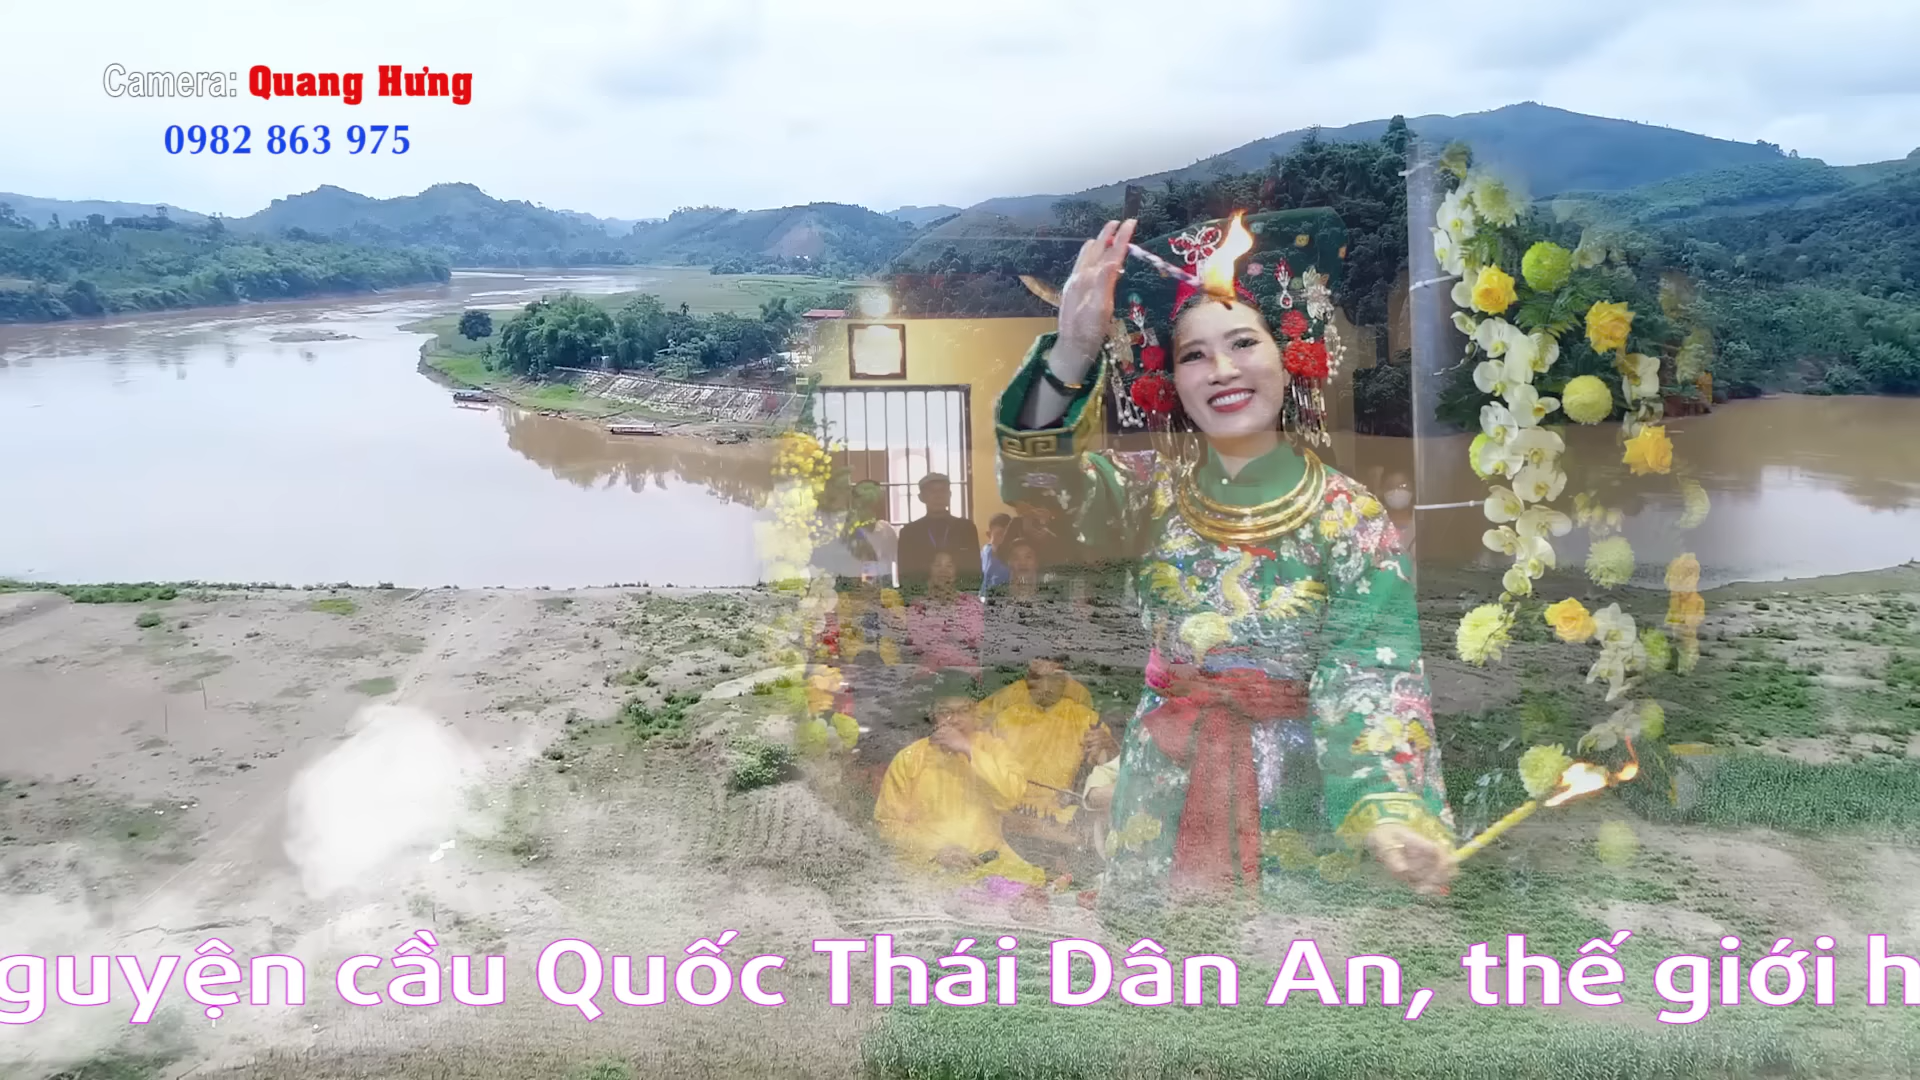 Camera: Quang Hưng
0982 863 975
guyện cầu Quốc Thái Dân An, thế giới h